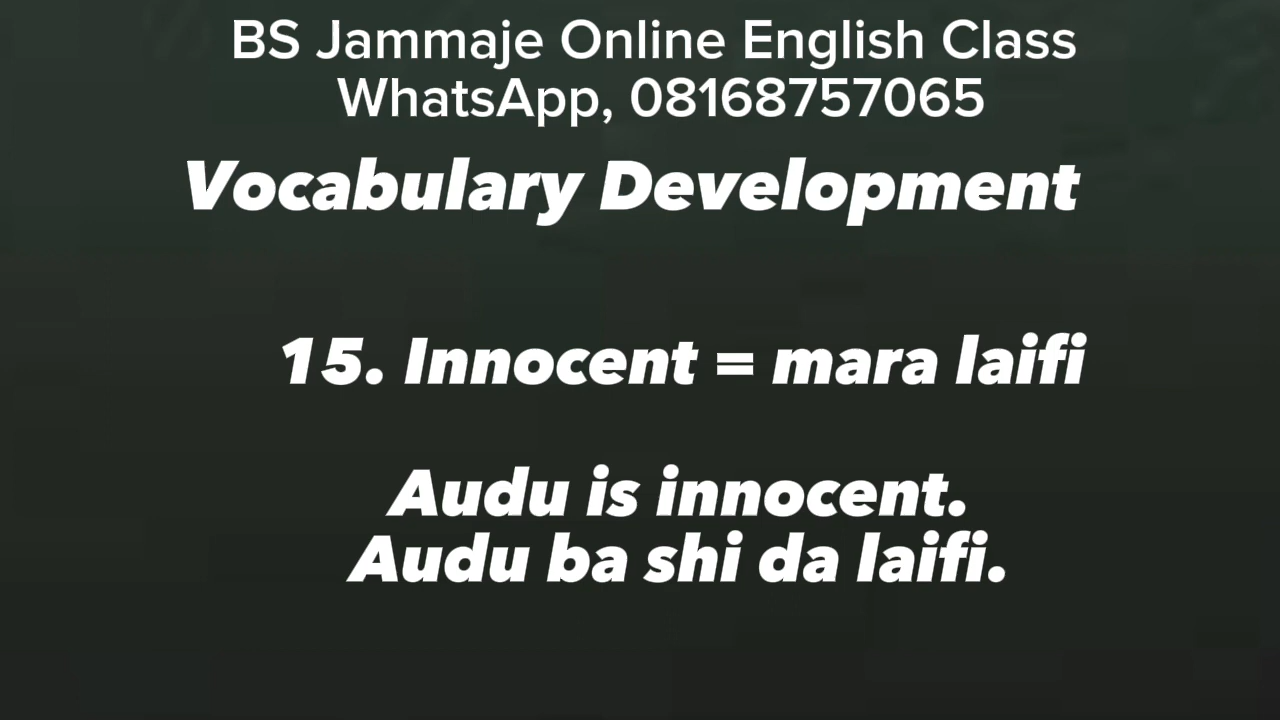 BS Jammaje Online English Class
WhatsApp, 08168757065
Vocabulary Development
15. Innocent = mara laifi
Audu is innocent.
Audu ba shi da laifi.